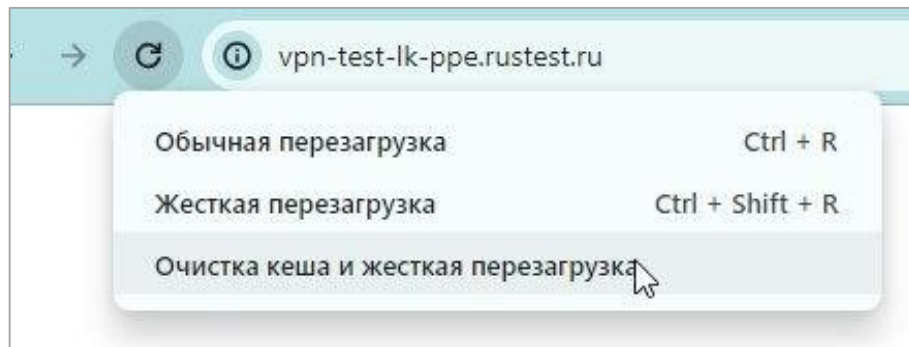 vpn-test-lk-ppe.rustest.ru
Обычная перезагрузка Ctrl + R
Жесткая перезагрузка Ctrl + Shift + R
Очистка кеша и жесткая перезагрузка